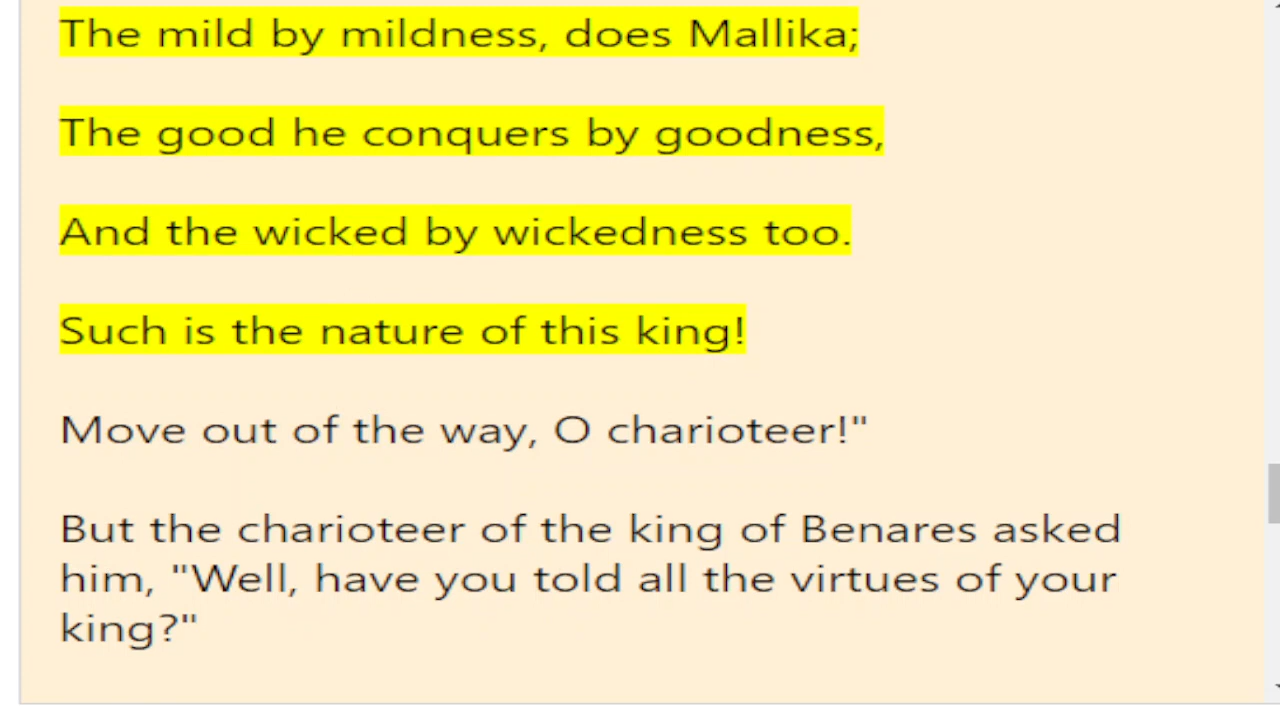 The mild by mildness, does Mallika;
The good he conquers by goodness,
And the wicked by wickedness too.
Such is the nature of this king!
Move out of the way, O charioteer!"
But the charioteer of the king of Benares asked
him, "Well, have you told all the virtues of your
king?"